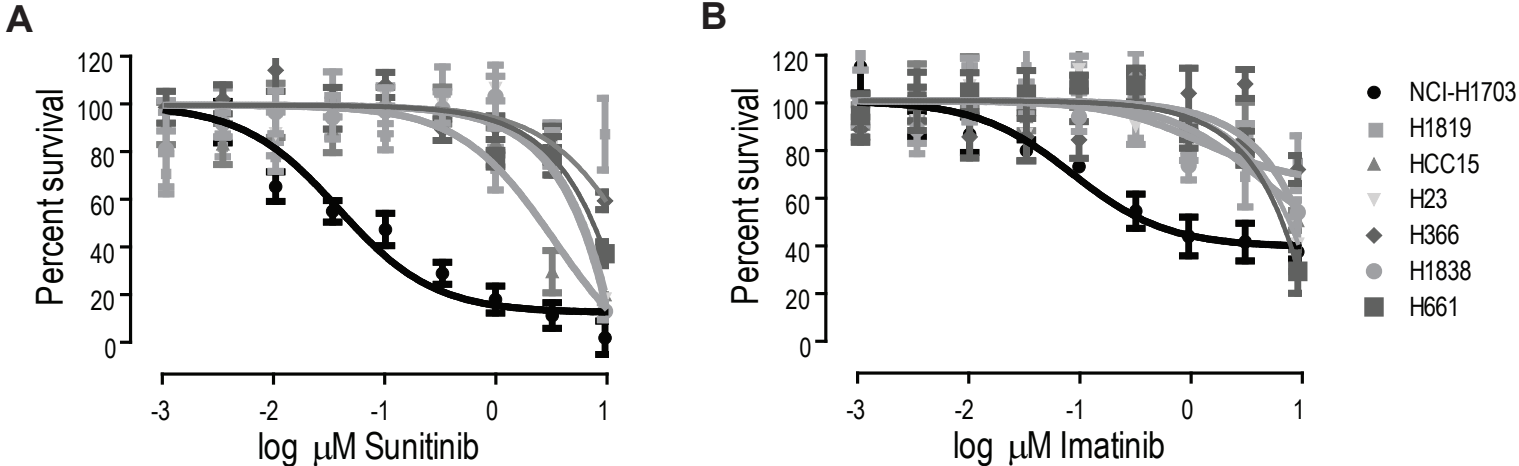 A
Percent survival
120
100
80
60
40
20
0
-3 -2 -1 0 1
log μM Sunitinib
B
Percent survival
120
100
80
60
40
20
0
-3 -2 -1 0 1
log μM Imatinib
NCI-H1703
H1819
HCC15
H23
H366
H1838
H661